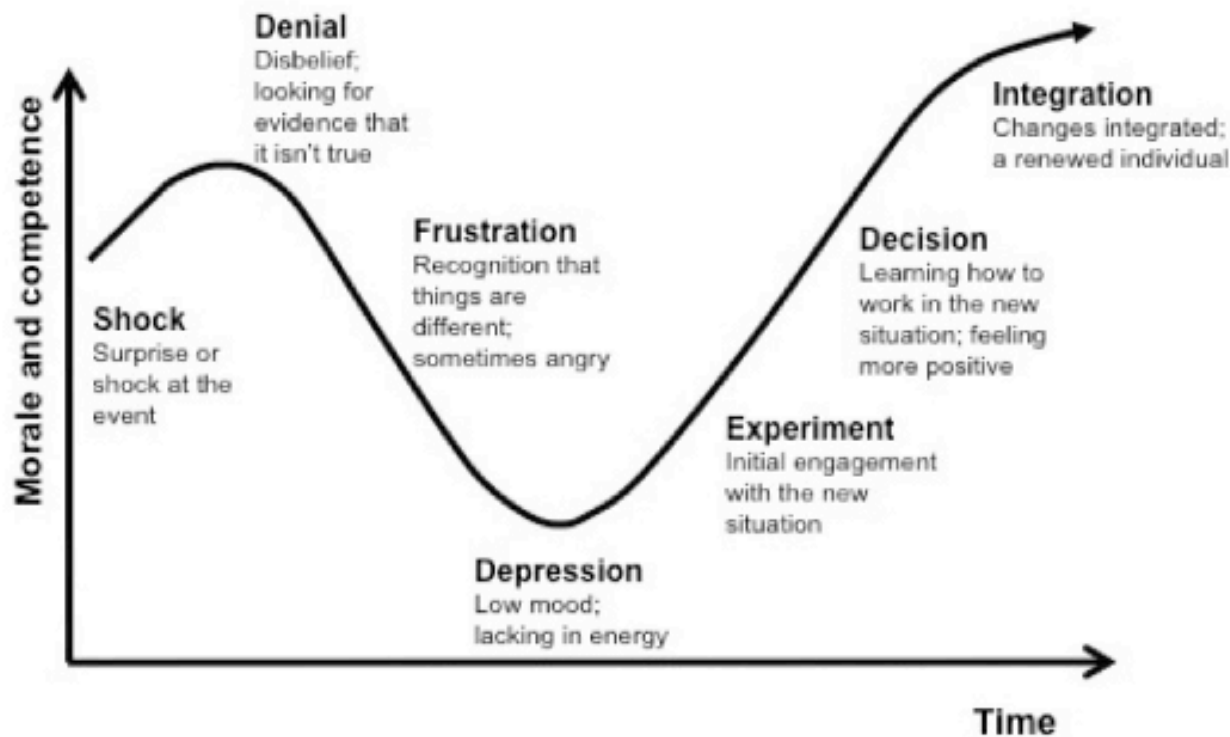 Denial
Disbelief;
looking for
evidence that
it isn't true
Integration
Changes integrated;
a renewed individual
Frustration
Recognition that
things are
different;
sometimes angry
Decision
Learning how to
work in the new
situation; feeling
more positive
Shock
Surprise or
shock at the
event
Experiment
Initial engagement
with the new
situation
Depression
Low mood;
lacking in energy
Morale and competence
Time